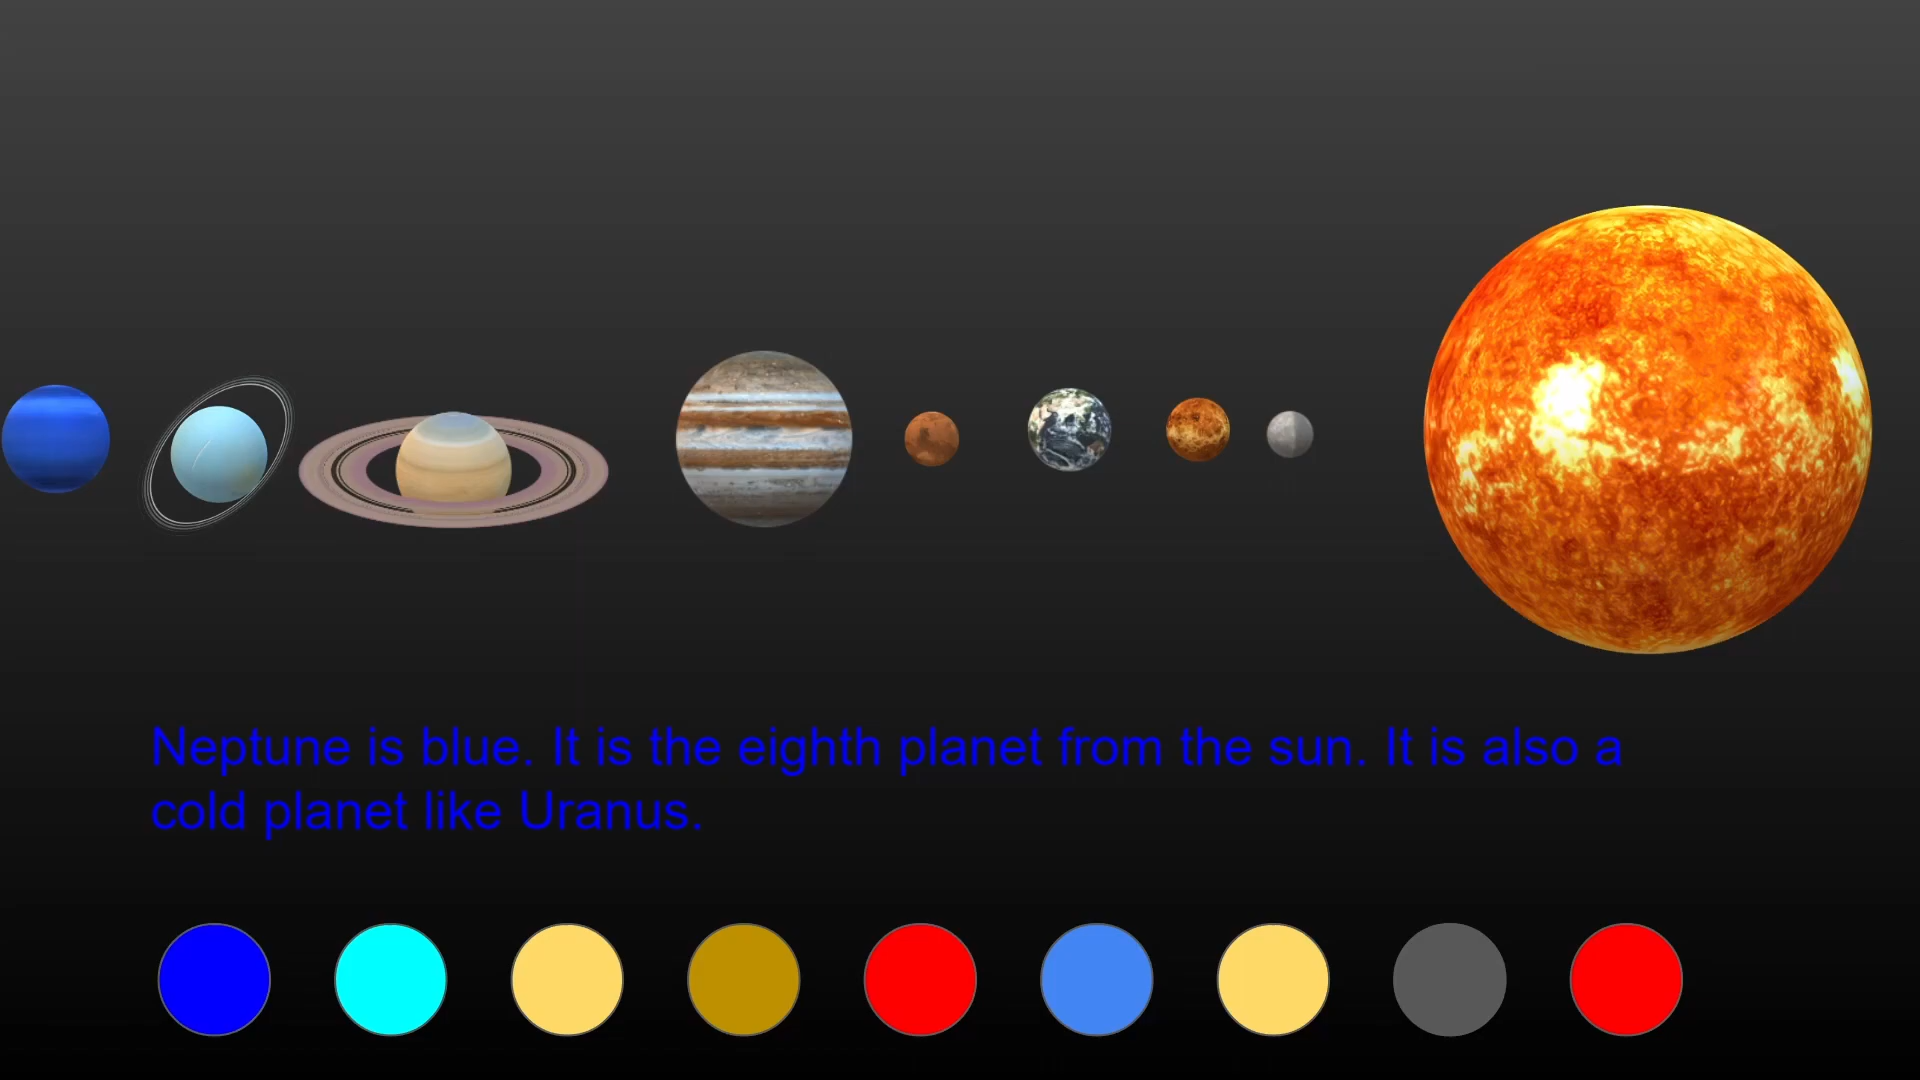 Neptune is blue. It is the eighth planet from the sun. It is also a
cold planet like Uranus.